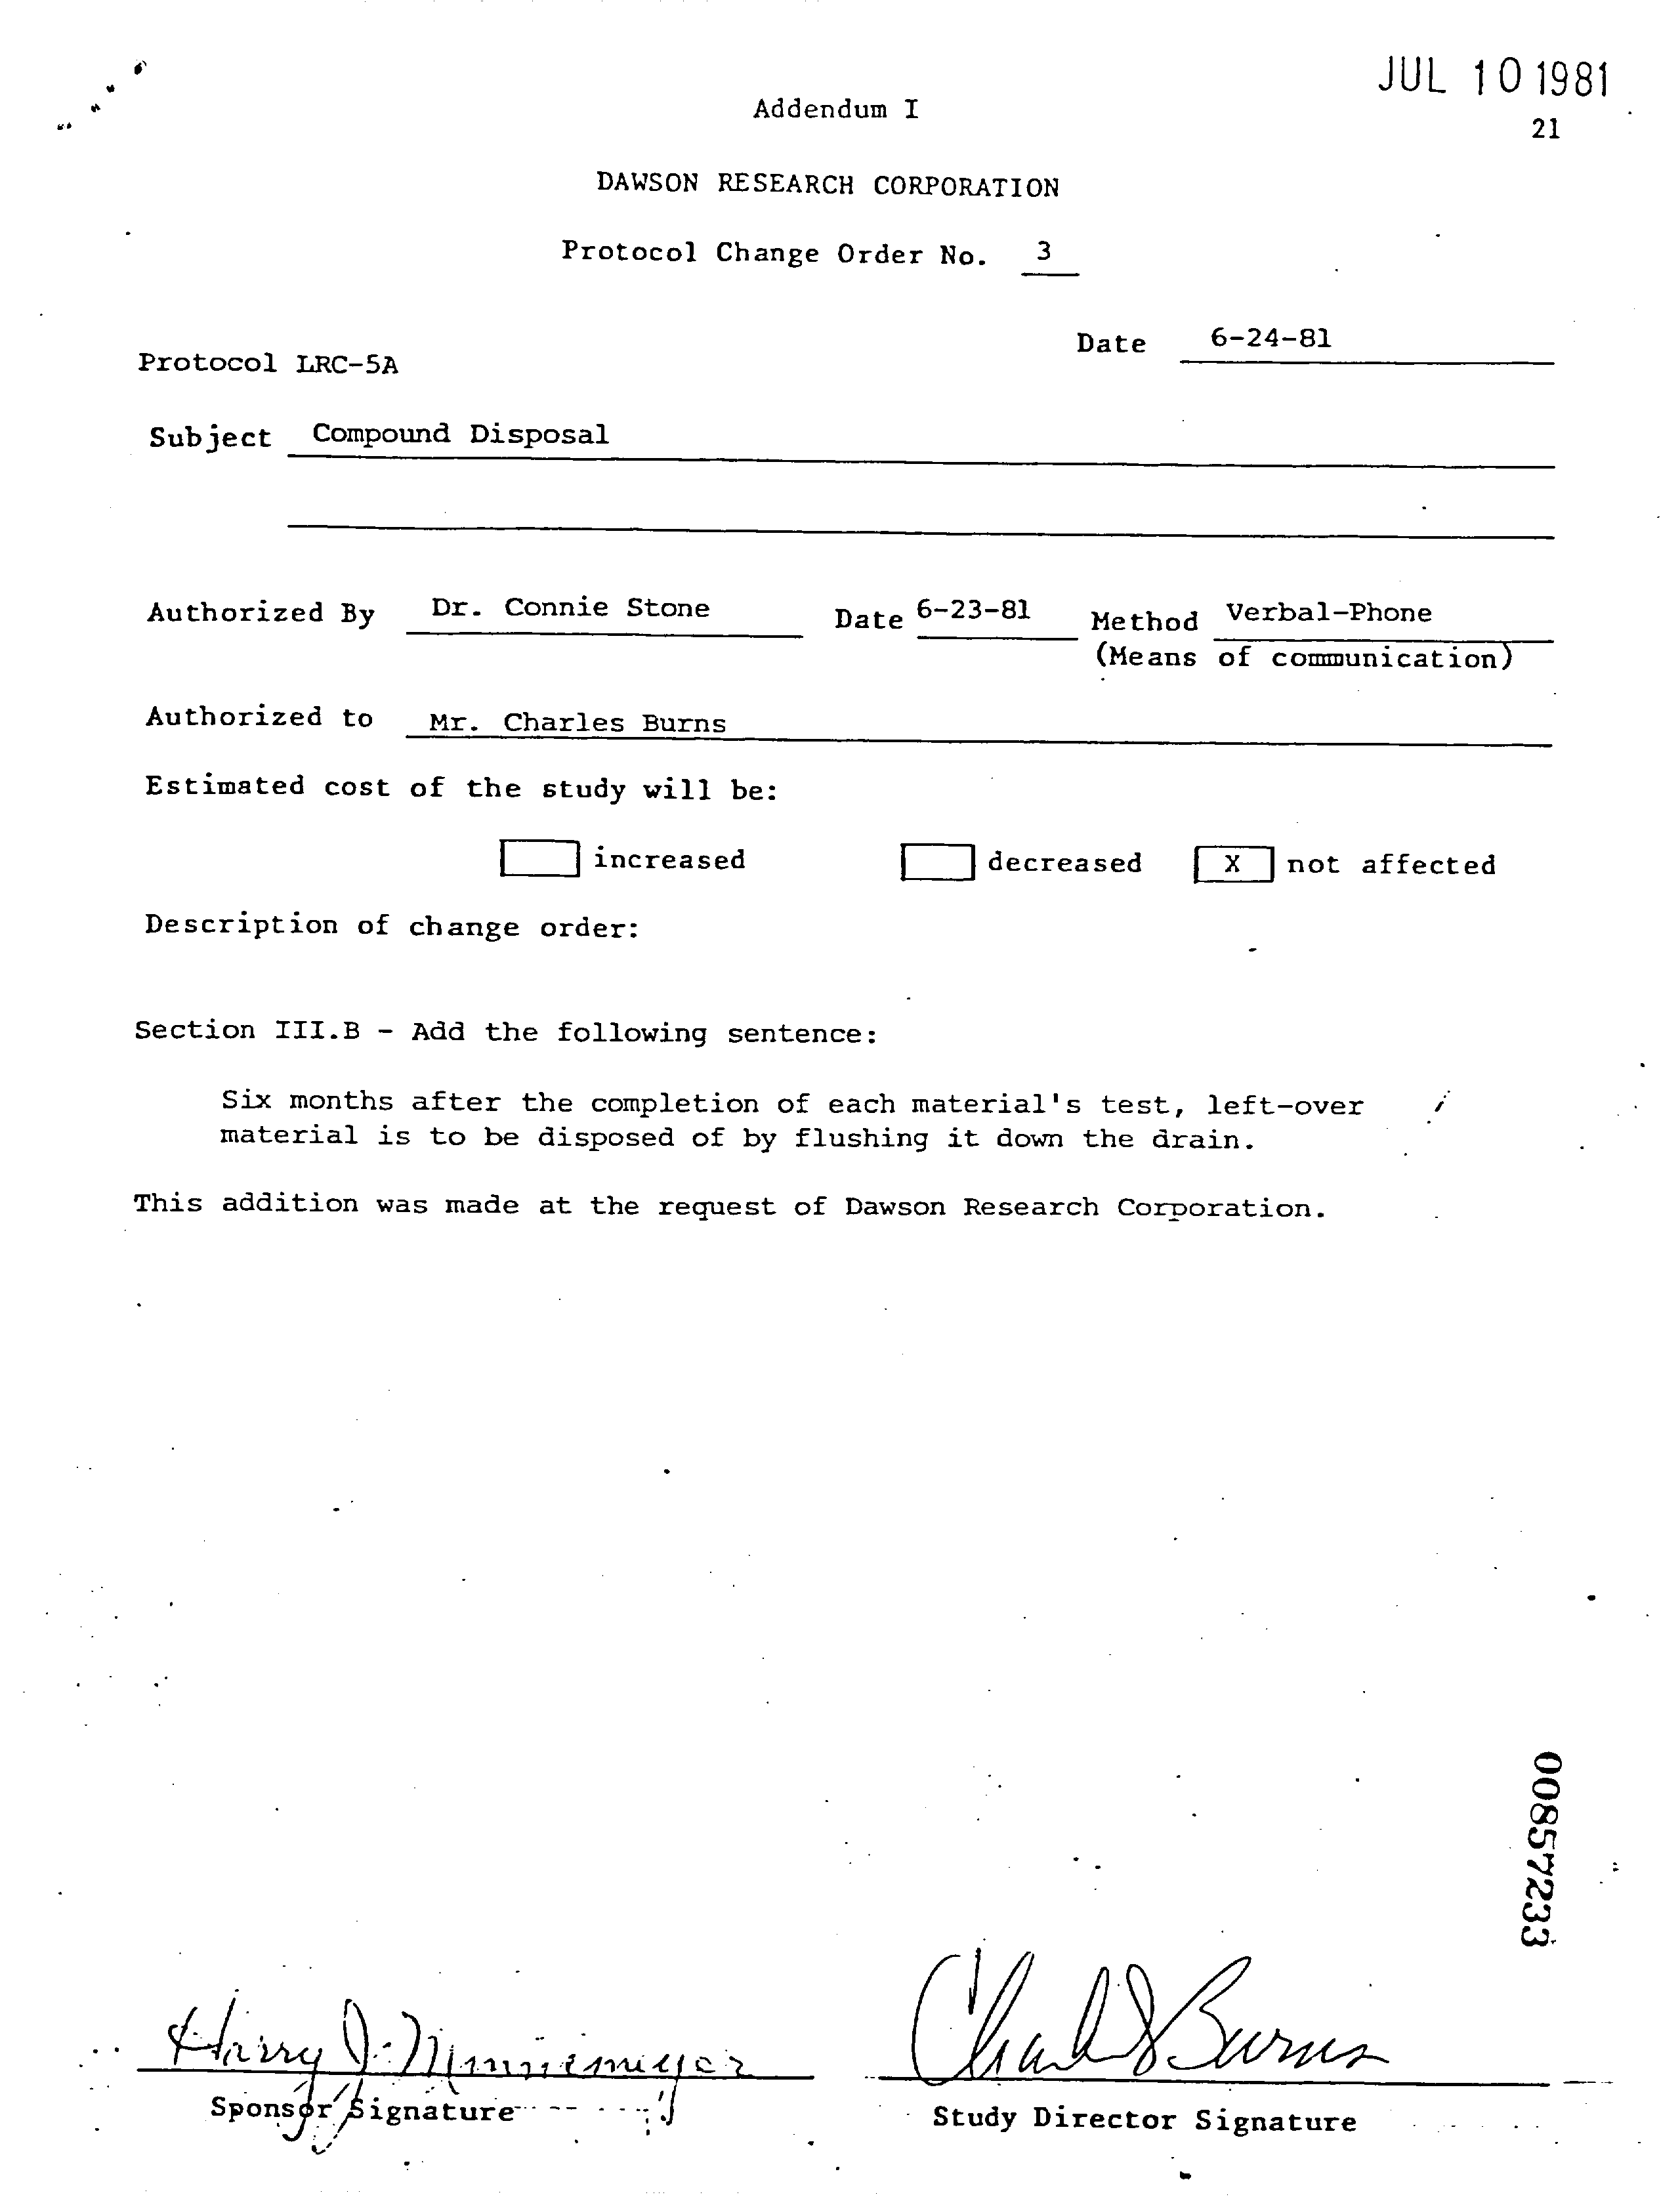 JUL 10 1981
Addendum I
21
DAWSON RESEARCH CORPORATION
Protocol Change Order No. 3
Date 6-24-81
Protocol LRC-5A
Subject Compound Disposal
Authorized By Dr. Connie Stone Date 6-23-81 Method Verbal-Phone
(Means of communication)
Authorized to Mr. Charles Burns
Estimated cost of the study will be:
increased decreased X not affected
Description of change order:
Section III.B - Add the following sentence:
Six months after the completion of each material's test, left-over
material is to be disposed of by flushing it down the drain.
This addition was made at the request of Dawson Research Corporation.
00857233
Harry J. Minnemeyer
Sponsor Signature
Study Director Signature